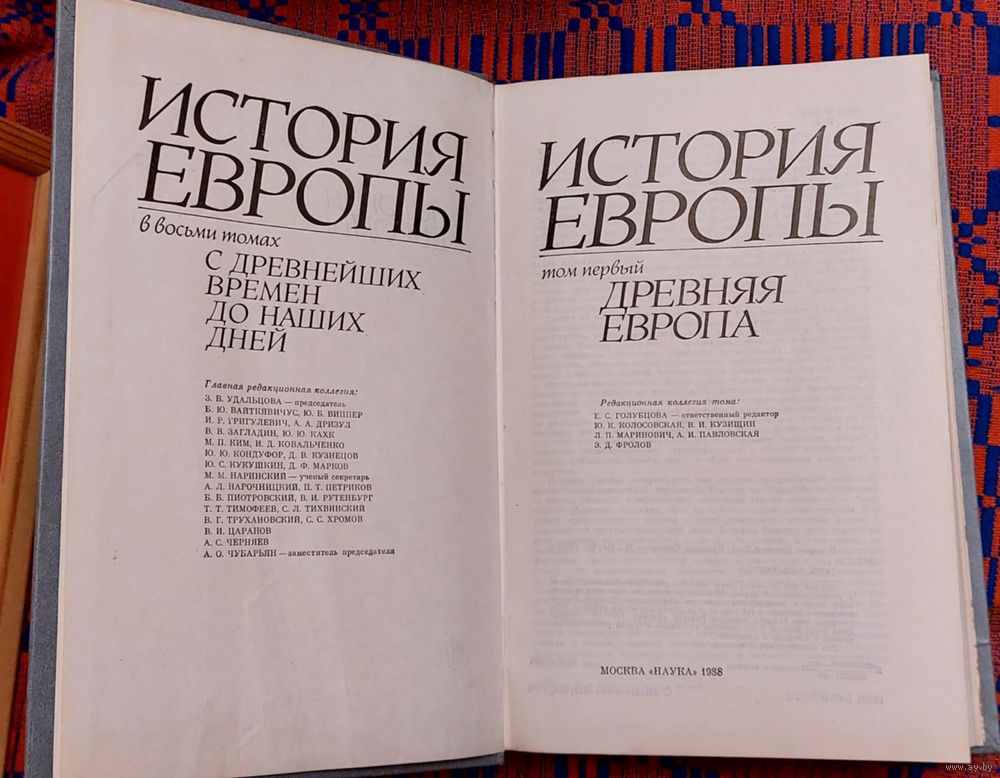 ИСТОРИЯ
ЕВРОПЫ
в восьми томах
С ДРЕВНЕЙШИХ
ВРЕМЕН
ДО НАШИХ
ДНЕЙ
Главная редакционная коллегия:
З. В. УДАЛЬЦОВА — председатель
Б. Ю. ВАЙТКЯВИЧУС, Ю. Б. ВИППЕР
И. Р. ГРИГУЛЕВИЧ, А. А. ДРИЗУЛ
В. В. ЗАГЛАДИН, Ю. Ю. КАХК
М. П. КИМ, И. Д. КОВАЛЬЧЕНКО
Ю. Ю. КОНДУФОР, Д. В. КУЗНЕЦОВ
Ю. С. КУКУШКИН, Д. Ф. МАРКОВ
М. М. НАРИНСКИЙ — ученый секретарь
А. Л. НАРОЧНИЦКИЙ, П. Т. ПЕТРИКОВ
Б. Б. ПИОТРОВСКИЙ, В. И. РУТЕНБУРГ
Т. Т. ТИМОФЕЕВ, С. Л. ТИХВИНСКИЙ
В. Г. ТРУХАНОВСКИЙ, С. С. ХРОМОВ
В. И. ЦАРАНОВ
А. С. ЧЕРНЯЕВ
А. О. ЧУБАРЬЯН — заместитель председателя
ИСТОРИЯ
ЕВРОПЫ
том первый
ДРЕВНЯЯ
ЕВРОПА
Редакционная коллегия тома:
Е. С. ГОЛУБЦОВА — ответственный редактор
Ю. К. КОЛОСОВСКАЯ, В. И. КУЗИЩИН
Л. П. МАРИНОВИЧ, А. И. ПАВЛОВСКАЯ
Э. Д. ФРОЛОВ
МОСКВА «НАУКА» 1988
www.ay.by